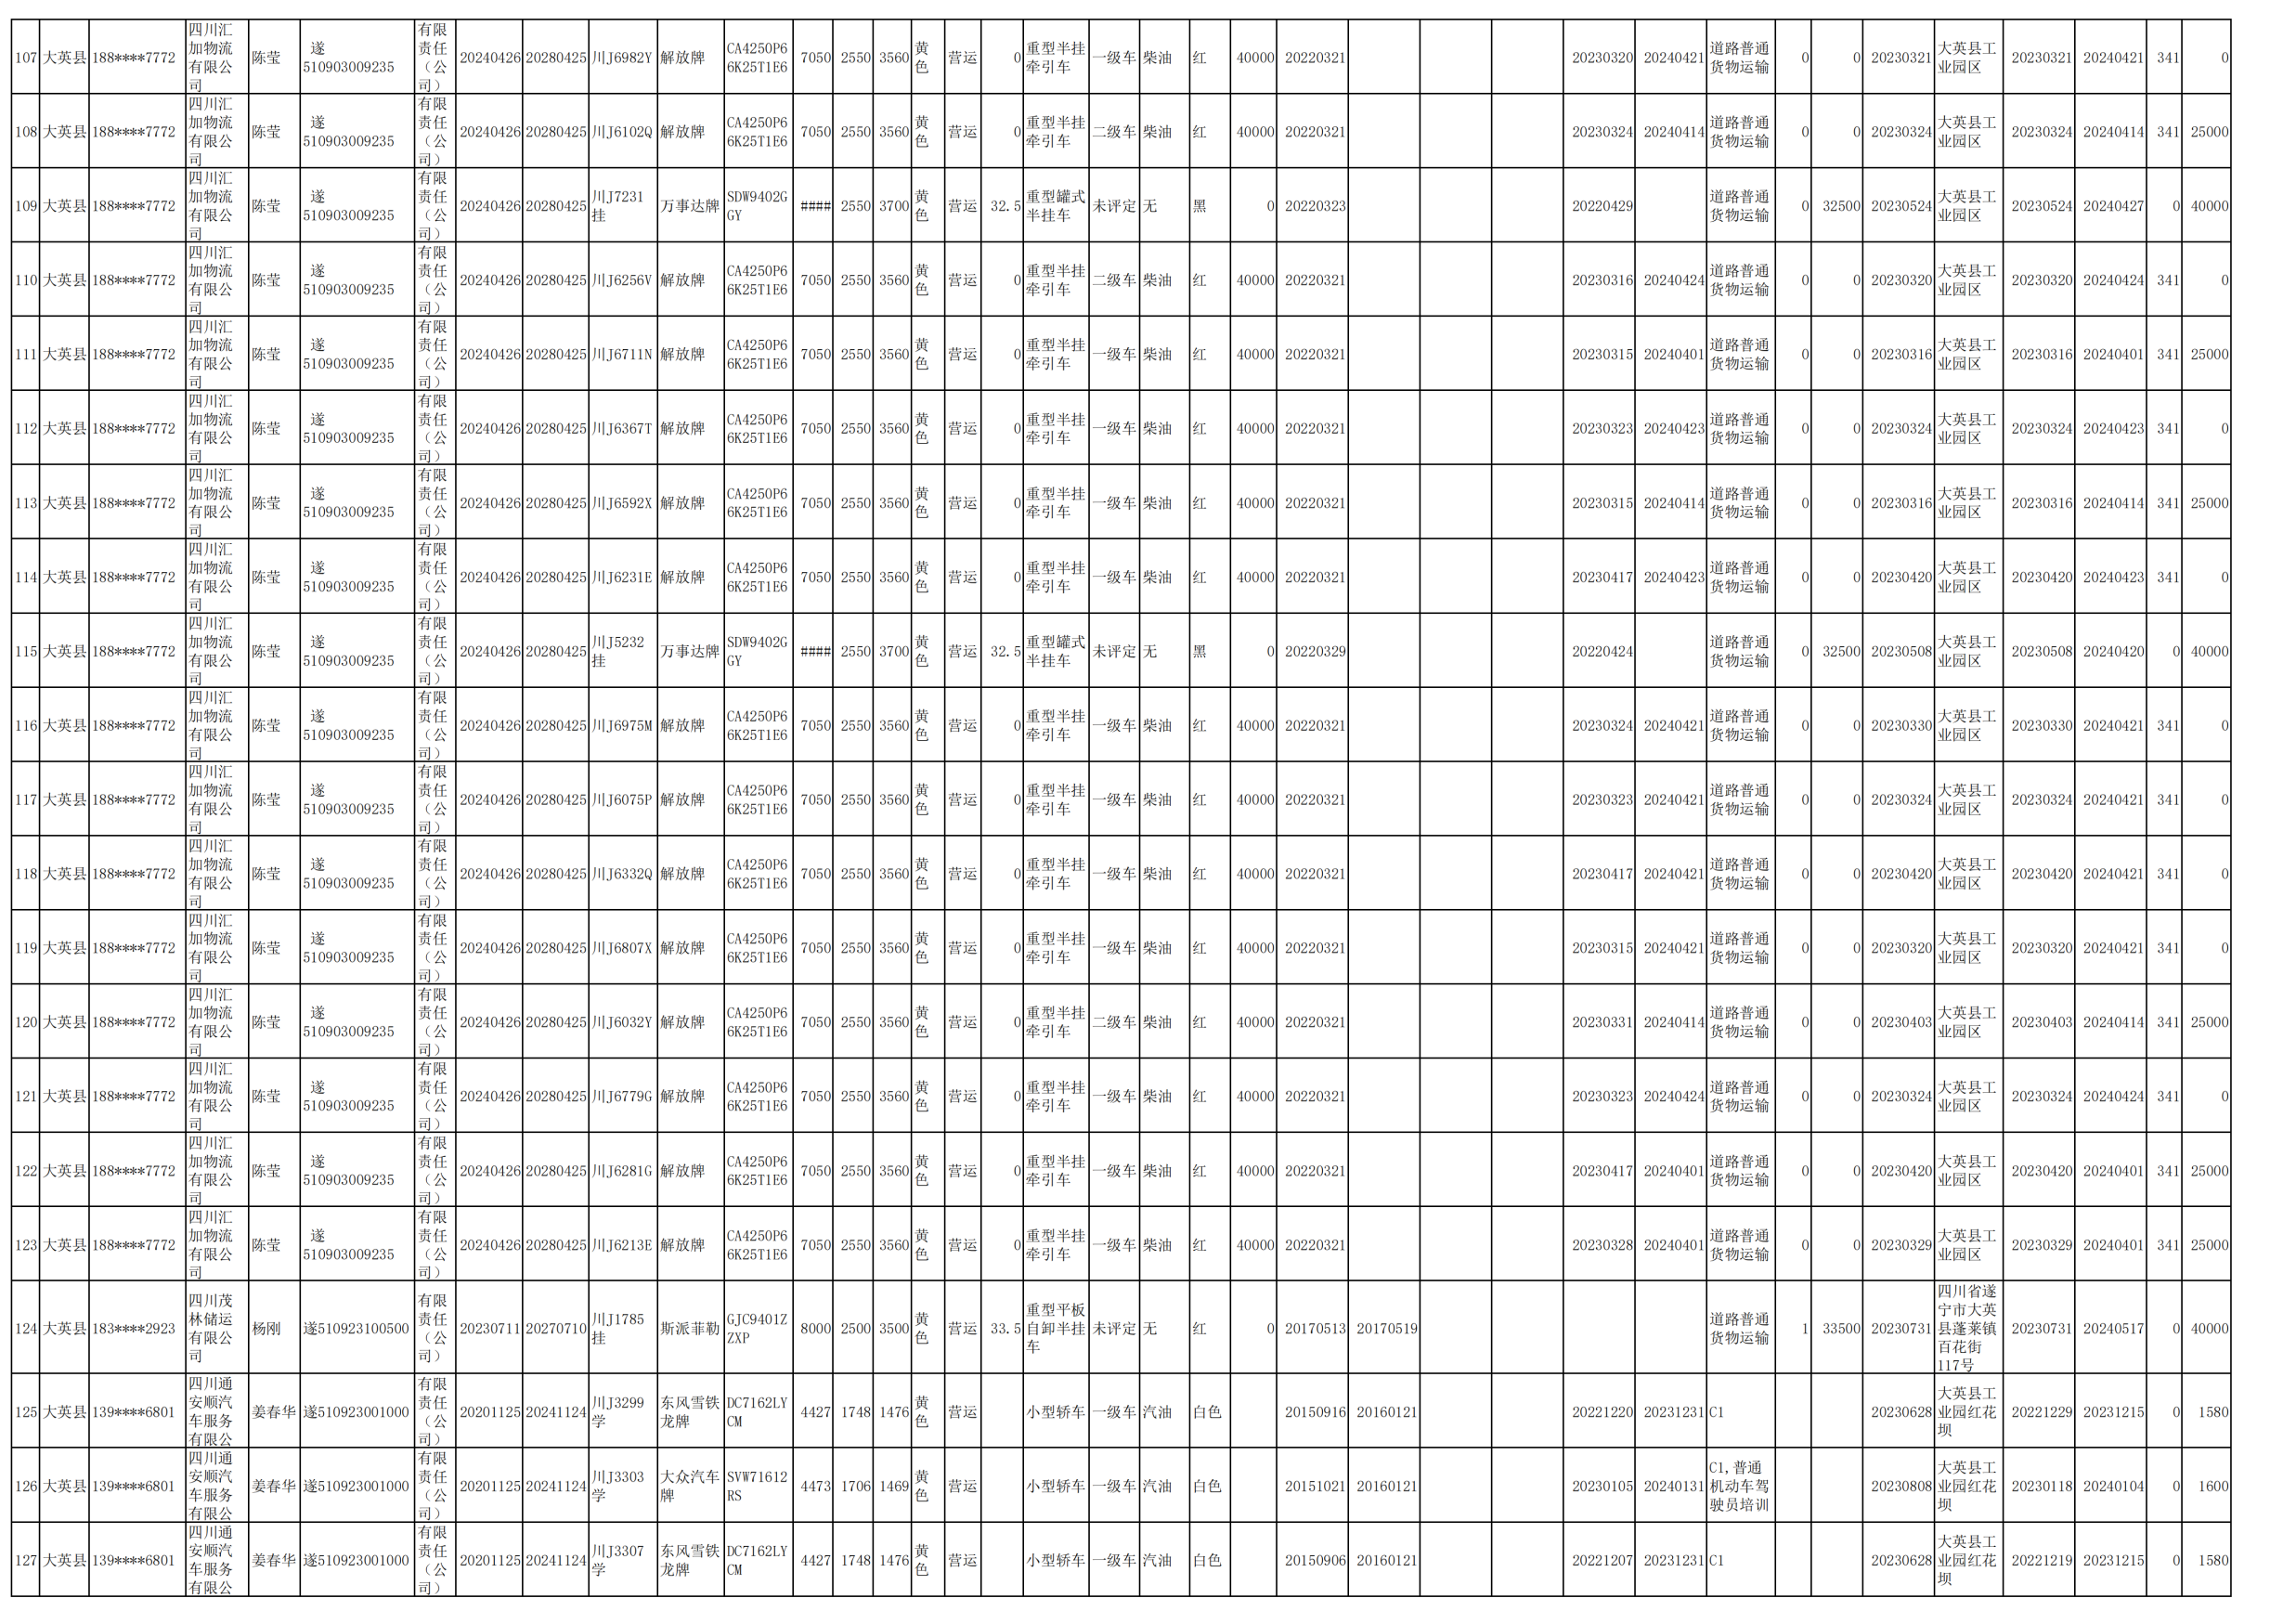 107 大英县 188****7772 四川汇加物流有限公司 陈莹 遂510903009235 有限责任（公司） 20240426 20280425 川J6982Y 解放牌 CA4250P66K25T1E6 7050 2550 3560 黄色 营运 0 重型半挂牵引车 一级车 柴油 红 40000 20220321 20230320 20240421 道路普通货物运输 0 0 20230321 大英县工业园区 20230321 20240421 341 0
108 大英县 188****7772 四川汇加物流有限公司 陈莹 遂510903009235 有限责任（公司） 20240426 20280425 川J6102Q 解放牌 CA4250P66K25T1E6 7050 2550 3560 黄色 营运 0 重型半挂牵引车 二级车 柴油 红 40000 20220321 20230324 20240414 道路普通货物运输 0 0 20230324 大英县工业园区 20230324 20240414 341 25000
109 大英县 188****7772 四川汇加物流有限公司 陈莹 遂510903009235 有限责任（公司） 20240426 20280425 川J7231挂 万事达牌 SDW9402GGY #### 2550 3700 黄色 营运 32.5 重型罐式半挂车 未评定 无 黑 0 20220323 20220429 道路普通货物运输 0 32500 20230524 大英县工业园区 20230524 20240427 0 40000
110 大英县 188****7772 四川汇加物流有限公司 陈莹 遂510903009235 有限责任（公司） 20240426 20280425 川J6256V 解放牌 CA4250P66K25T1E6 7050 2550 3560 黄色 营运 0 重型半挂牵引车 二级车 柴油 红 40000 20220321 20230316 20240424 道路普通货物运输 0 0 20230320 大英县工业园区 20230320 20240424 341 0
111 大英县 188****7772 四川汇加物流有限公司 陈莹 遂510903009235 有限责任（公司） 20240426 20280425 川J6711N 解放牌 CA4250P66K25T1E6 7050 2550 3560 黄色 营运 0 重型半挂牵引车 一级车 柴油 红 40000 20220321 20230315 20240401 道路普通货物运输 0 0 20230316 大英县工业园区 20230316 20240401 341 25000
112 大英县 188****7772 四川汇加物流有限公司 陈莹 遂510903009235 有限责任（公司） 20240426 20280425 川J6367T 解放牌 CA4250P66K25T1E6 7050 2550 3560 黄色 营运 0 重型半挂牵引车 一级车 柴油 红 40000 20220321 20230323 20240423 道路普通货物运输 0 0 20230324 大英县工业园区 20230324 20240423 341 0
113 大英县 188****7772 四川汇加物流有限公司 陈莹 遂510903009235 有限责任（公司） 20240426 20280425 川J6592X 解放牌 CA4250P66K25T1E6 7050 2550 3560 黄色 营运 0 重型半挂牵引车 一级车 柴油 红 40000 20220321 20230315 20240414 道路普通货物运输 0 0 20230316 大英县工业园区 20230316 20240414 341 25000
114 大英县 188****7772 四川汇加物流有限公司 陈莹 遂510903009235 有限责任（公司） 20240426 20280425 川J6231E 解放牌 CA4250P66K25T1E6 7050 2550 3560 黄色 营运 0 重型半挂牵引车 一级车 柴油 红 40000 20220321 20230417 20240423 道路普通货物运输 0 0 20230420 大英县工业园区 20230420 20240423 341 0
115 大英县 188****7772 四川汇加物流有限公司 陈莹 遂510903009235 有限责任（公司） 20240426 20280425 川J5232挂 万事达牌 SDW9402GGY #### 2550 3700 黄色 营运 32.5 重型罐式半挂车 未评定 无 黑 0 20220329 20220424 道路普通货物运输 0 32500 20230508 大英县工业园区 20230508 20240420 0 40000
116 大英县 188****7772 四川汇加物流有限公司 陈莹 遂510903009235 有限责任（公司） 20240426 20280425 川J6975M 解放牌 CA4250P66K25T1E6 7050 2550 3560 黄色 营运 0 重型半挂牵引车 一级车 柴油 红 40000 20220321 20230324 20240421 道路普通货物运输 0 0 20230330 大英县工业园区 20230330 20240421 341 0
117 大英县 188****7772 四川汇加物流有限公司 陈莹 遂510903009235 有限责任（公司） 20240426 20280425 川J6075P 解放牌 CA4250P66K25T1E6 7050 2550 3560 黄色 营运 0 重型半挂牵引车 一级车 柴油 红 40000 20220321 20230323 20240421 道路普通货物运输 0 0 20230324 大英县工业园区 20230324 20240421 341 0
118 大英县 188****7772 四川汇加物流有限公司 陈莹 遂510903009235 有限责任（公司） 20240426 20280425 川J6332Q 解放牌 CA4250P66K25T1E6 7050 2550 3560 黄色 营运 0 重型半挂牵引车 一级车 柴油 红 40000 20220321 20230417 20240421 道路普通货物运输 0 0 20230420 大英县工业园区 20230420 20240421 341 0
119 大英县 188****7772 四川汇加物流有限公司 陈莹 遂510903009235 有限责任（公司） 20240426 20280425 川J6807X 解放牌 CA4250P66K25T1E6 7050 2550 3560 黄色 营运 0 重型半挂牵引车 一级车 柴油 红 40000 20220321 20230315 20240421 道路普通货物运输 0 0 20230320 大英县工业园区 20230320 20240421 341 0
120 大英县 188****7772 四川汇加物流有限公司 陈莹 遂510903009235 有限责任（公司） 20240426 20280425 川J6032Y 解放牌 CA4250P66K25T1E6 7050 2550 3560 黄色 营运 0 重型半挂牵引车 二级车 柴油 红 40000 20220321 20230331 20240414 道路普通货物运输 0 0 20230403 大英县工业园区 20230403 20240414 341 25000
121 大英县 188****7772 四川汇加物流有限公司 陈莹 遂510903009235 有限责任（公司） 20240426 20280425 川J6779G 解放牌 CA4250P66K25T1E6 7050 2550 3560 黄色 营运 0 重型半挂牵引车 一级车 柴油 红 40000 20220321 20230323 20240424 道路普通货物运输 0 0 20230324 大英县工业园区 20230324 20240424 341 0
122 大英县 188****7772 四川汇加物流有限公司 陈莹 遂510903009235 有限责任（公司） 20240426 20280425 川J6281G 解放牌 CA4250P66K25T1E6 7050 2550 3560 黄色 营运 0 重型半挂牵引车 一级车 柴油 红 40000 20220321 20230417 20240401 道路普通货物运输 0 0 20230420 大英县工业园区 20230420 20240401 341 25000
123 大英县 188****7772 四川汇加物流有限公司 陈莹 遂510903009235 有限责任（公司） 20240426 20280425 川J6213E 解放牌 CA4250P66K25T1E6 7050 2550 3560 黄色 营运 0 重型半挂牵引车 一级车 柴油 红 40000 20220321 20230328 20240401 道路普通货物运输 0 0 20230329 大英县工业园区 20230329 20240401 341 25000
124 大英县 183****2923 四川茂林储运有限公司 杨刚 遂510923100500 有限责任（公司） 20230711 20270710 川J1785挂 斯派菲勒 GJC9401ZZXP 8000 2500 3500 黄色 营运 33.5 重型平板自卸半挂车 未评定 无 红 0 20170513 20170519 道路普通货物运输 1 33500 20230731 四川省遂宁市大英县蓬莱镇百花街117号 20230731 20240517 0 40000
125 大英县 139****6801 四川通安顺汽车服务有限公 姜春华 遂510923001000 有限责任（公司） 20201125 20241124 川J3299学 东风雪铁龙牌 DC7162LYCM 4427 1748 1476 黄色 营运 小型轿车 一级车 汽油 白色 20150916 20160121 20221220 20231231 C1 20230628 大英县工业园红花坝 20221229 20231215 0 1580
126 大英县 139****6801 四川通安顺汽车服务有限公 姜春华 遂510923001000 有限责任（公司） 20201125 20241124 川J3303学 大众汽车牌 SVW71612RS 4473 1706 1469 黄色 营运 小型轿车 一级车 汽油 白色 20151021 20160121 20230105 20240131 C1,普通机动车驾驶员培训 20230808 大英县工业园红花坝 20230118 20240104 0 1600
127 大英县 139****6801 四川通安顺汽车服务有限公 姜春华 遂510923001000 有限责任（公司） 20201125 20241124 川J3307学 东风雪铁龙牌 DC7162LYCM 4427 1748 1476 黄色 营运 小型轿车 一级车 汽油 白色 20150906 20160121 20221207 20231231 C1 20230628 大英县工业园红花坝 20221219 20231215 0 1580